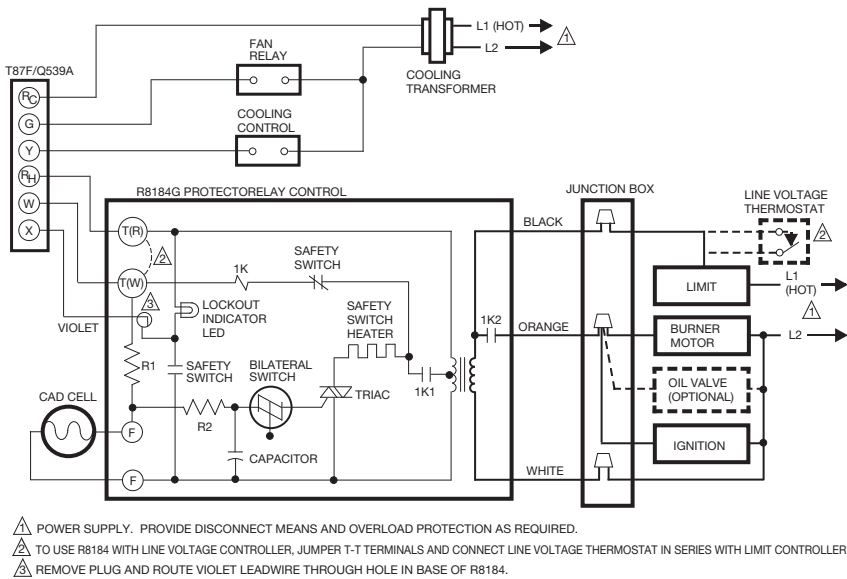 L1 (HOT)
1
FAN
RELAY
L2
T87F/Q539A
COOLING
TRANSFORMER
RC
G
COOLING
CONTROL
Y
RH
R8184G PROTECTORELAY CONTROL
JUNCTION BOX
LINE VOLTAGE
THERMOSTAT
W
X
T(R)
BLACK
2
2
SAFETY
SWITCH
1K
T(W)
LIMIT
L1
(HOT)
3
LOCKOUT
INDICATOR
LED
SAFETY
SWITCH
HEATER
1
VIOLET
1K2
ORANGE
BURNER
MOTOR
L2
R1
SAFETY
SWITCH
BILATERAL
SWITCH
TRIAC
1K1
OIL VALVE
(OPTIONAL)
CAD CELL
R2
F
CAPACITOR
IGNITION
F
WHITE
1 POWER SUPPLY. PROVIDE DISCONNECT MEANS AND OVERLOAD PROTECTION AS REQUIRED.
2 TO USE R8184 WITH LINE VOLTAGE CONTROLLER, JUMPER T-T TERMINALS AND CONNECT LINE VOLTAGE THERMOSTAT IN SERIES WITH LIMIT CONTROLLER
3 REMOVE PLUG AND ROUTE VIOLET LEADWIRE THROUGH HOLE IN BASE OF R8184.